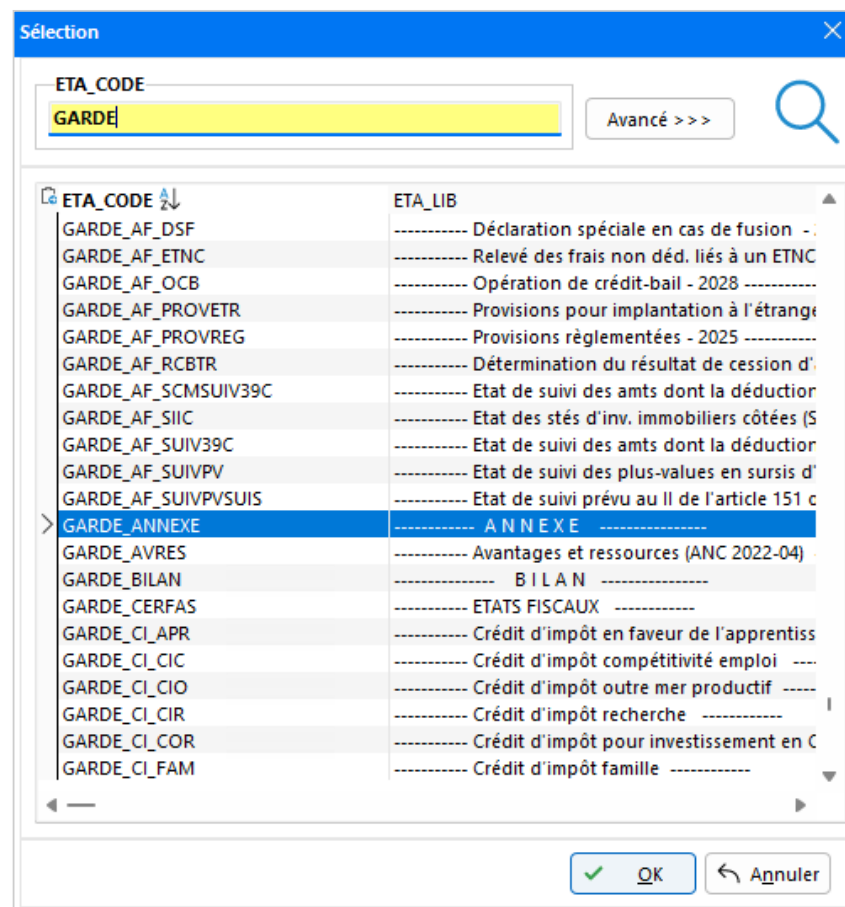 Sélection
ETA_CODE
GARDE
Avancé >>>
ETA_CODE ETA_LIB
GARDE_AF_DSF ----------- Déclaration spéciale en cas de fusion -
GARDE_AF_ETNC ----------- Relevé des frais non déd. liés à un ETNC
GARDE_AF_OCB ----------- Opération de crédit-bail - 2028 -----------
GARDE_AF_PROVETR ----------- Provisions pour implantation à l'étrange
GARDE_AF_PROVREG ----------- Provisions règlementées - 2025 -----------
GARDE_AF_RCBTR ----------- Détermination du résultat de cession d'
GARDE_AF_SCMSUIV39C ----------- Etat de suivi des amts dont la déduction
GARDE_AF_SIIC ----------- Etat des stés d'inv. immobiliers côtées (S
GARDE_AF_SUIV39C ----------- Etat de suivi des amts dont la déduction
GARDE_AF_SUIVPV ----------- Etat de suivi des plus-values en sursis d'
GARDE_AF_SUIVPVSUIS ----------- Etat de suivi prévu au II de l'article 151
GARDE_ANNEXE ------------ A N N E X E ----------------
GARDE_AVRES ----------- Avantages et ressources (ANC 2022-04)
GARDE_BILAN --------------- B I L A N ----------------
GARDE_CERFAS ----------- ETATS FISCAUX ------------
GARDE_CI_APR ----------- Crédit d'impôt en faveur de l'apprentiss
GARDE_CI_CIC ----------- Crédit d'impôt compétitivité emploi ----
GARDE_CI_CIO ----------- Crédit d'impôt outre mer productif -----
GARDE_CI_CIR ----------- Crédit d'impôt recherche ------------
GARDE_CI_COR ----------- Crédit d'impôt pour investissement en C
GARDE_CI_FAM ----------- Crédit d'impôt famille ------------
OK Annuler